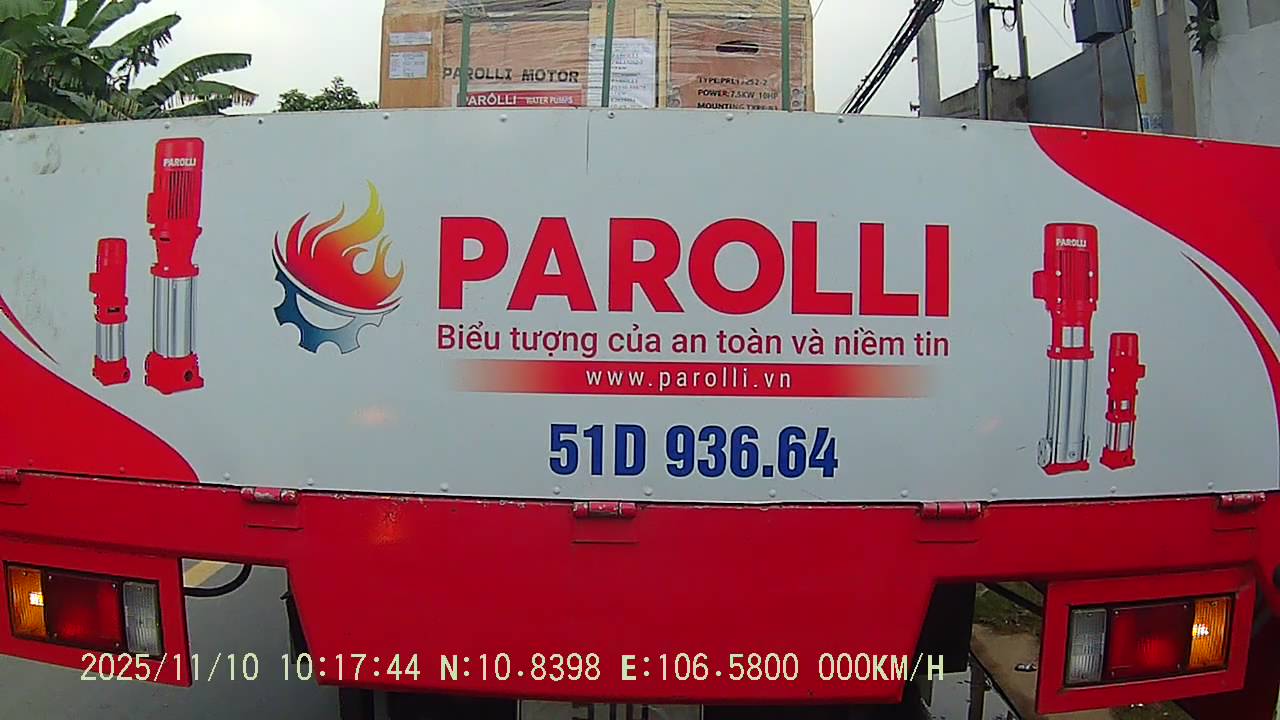 PAROLLI MOTOR
PAROLLI WATER PUMPS
POWER: 7.5KW 10HP
PAROLLI
PAROLLI
PAROLLI
Biểu tượng của an toàn và niềm tin
www.parolli.vn
51D 936.64
2025/11/10 10:17:44 N:10.8398 E:106.5800 000KM/H